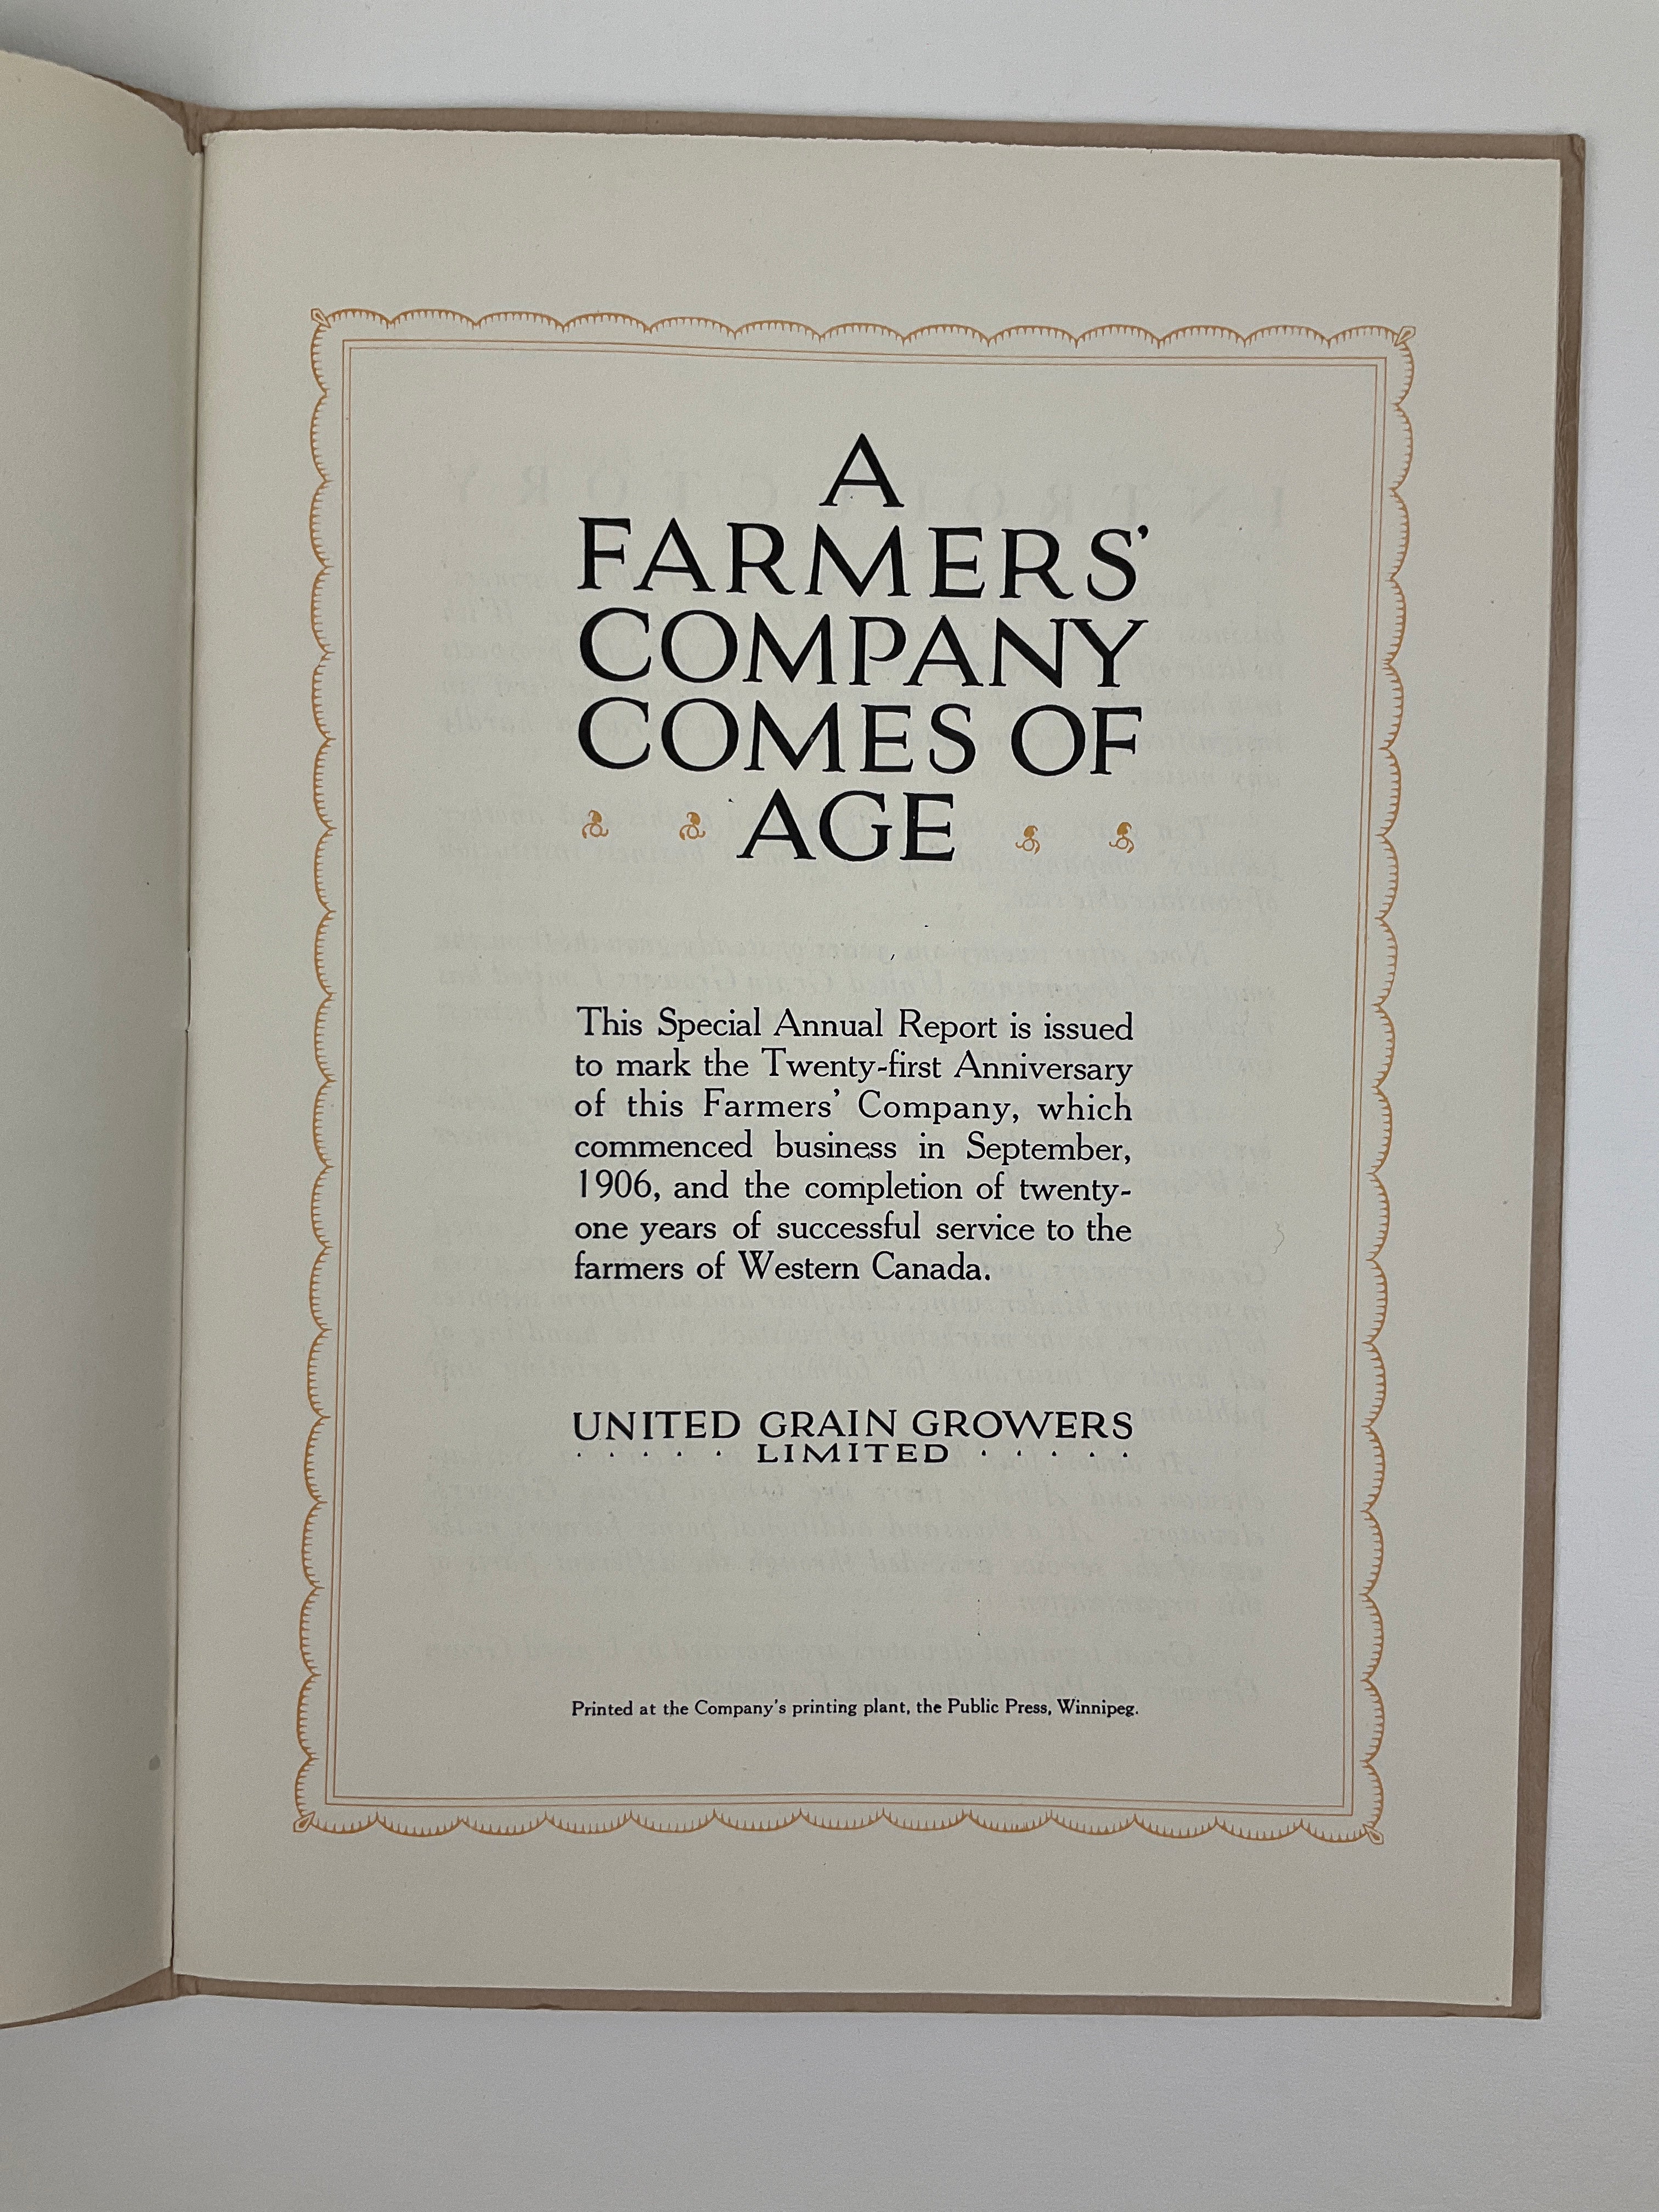 A
FARMERS'
COMPANY
COMES OF
AGE
This Special Annual Report is issued
to mark the Twenty-first Anniversary
of this Farmers' Company, which
commenced business in September,
1906, and the completion of twenty-
one years of successful service to the
farmers of Western Canada.
UNITED GRAIN GROWERS
. . . . . LIMITED . . . . .
Printed at the Company's printing plant, the Public Press, Winnipeg.